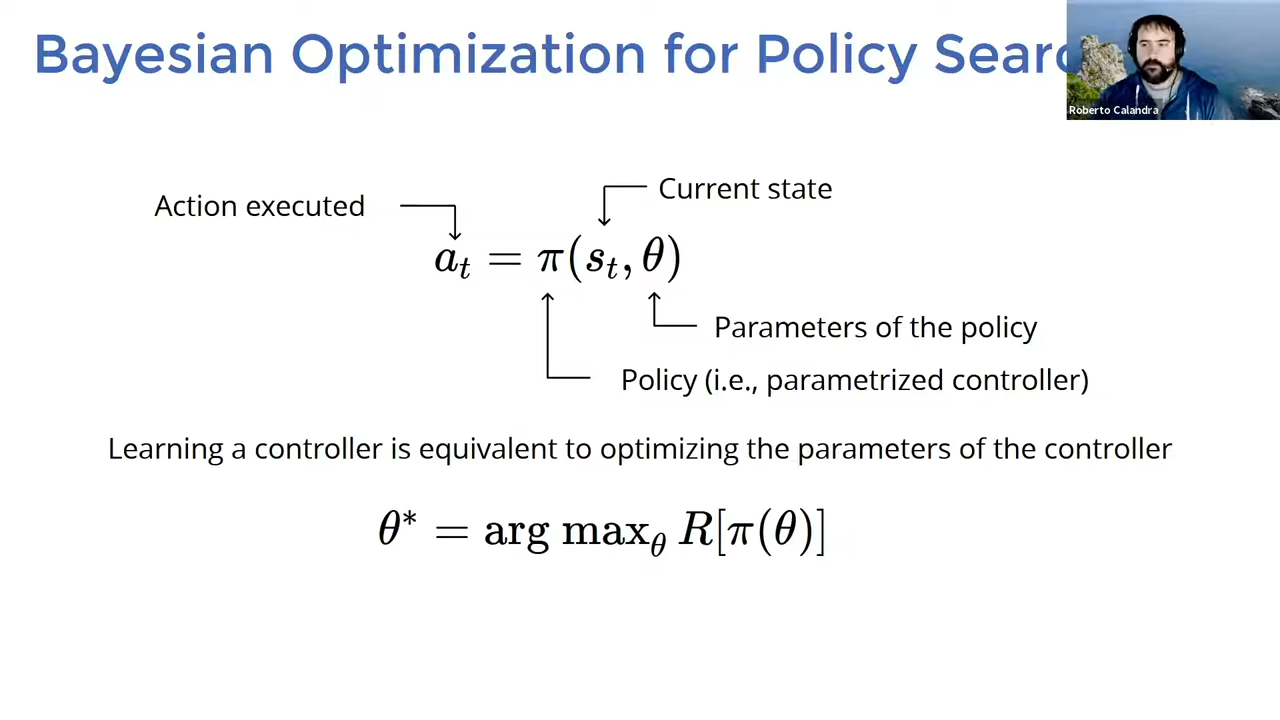 Bayesian Optimization for Policy Searc
Roberto Calandra
Current state
Action executed
a_t = π(s_t, θ)
Parameters of the policy
Policy (i.e., parametrized controller)
Learning a controller is equivalent to optimizing the parameters of the controller
θ* = arg max_θ R[π(θ)]